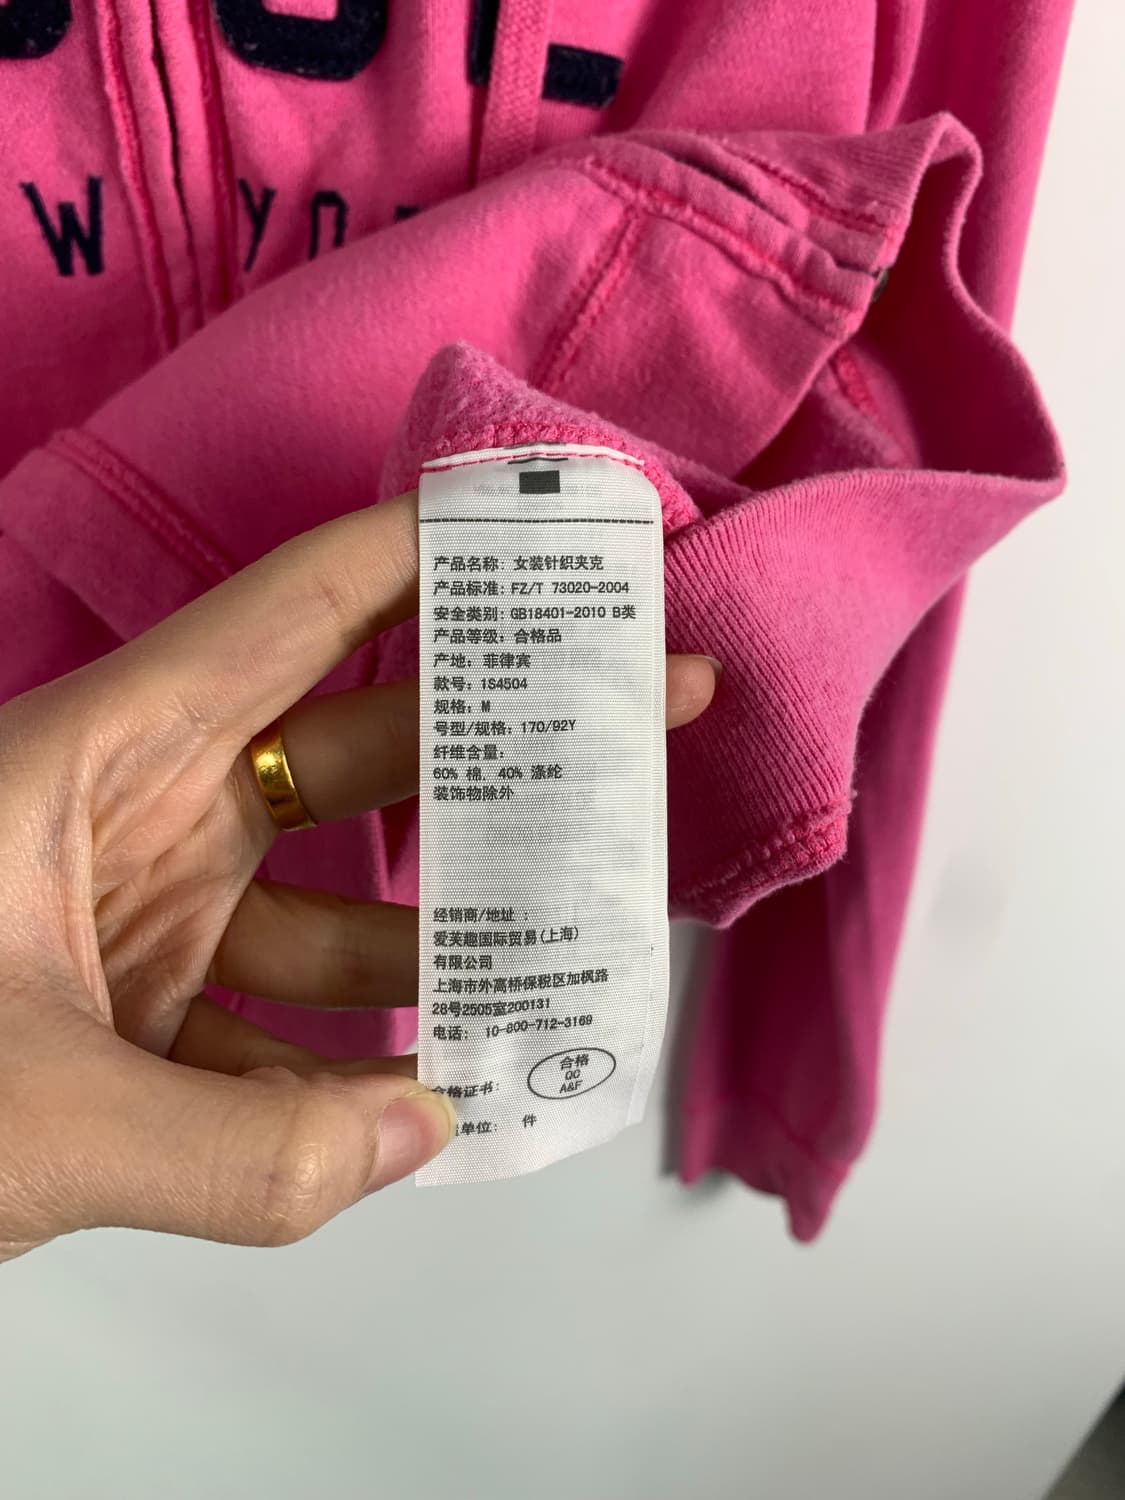 W YO
产品名称: 女装针织夹克
产品标准: FZ/T 73020-2004
安全类别: GB18401-2010 B类
产品等级: 合格品
产地: 菲律宾
款号: 1S4504
规格: M
号型/规格: 170/92Y
纤维含量:
60% 棉, 40% 涤纶
装饰物除外
经销商/地址 :
爱芙趣国际贸易(上海)
有限公司
上海市外高桥保税区加枫路
28号2505室200131
电话: 10-800-712-3169
合格证书:
合格
QC
A&F
单位: 件